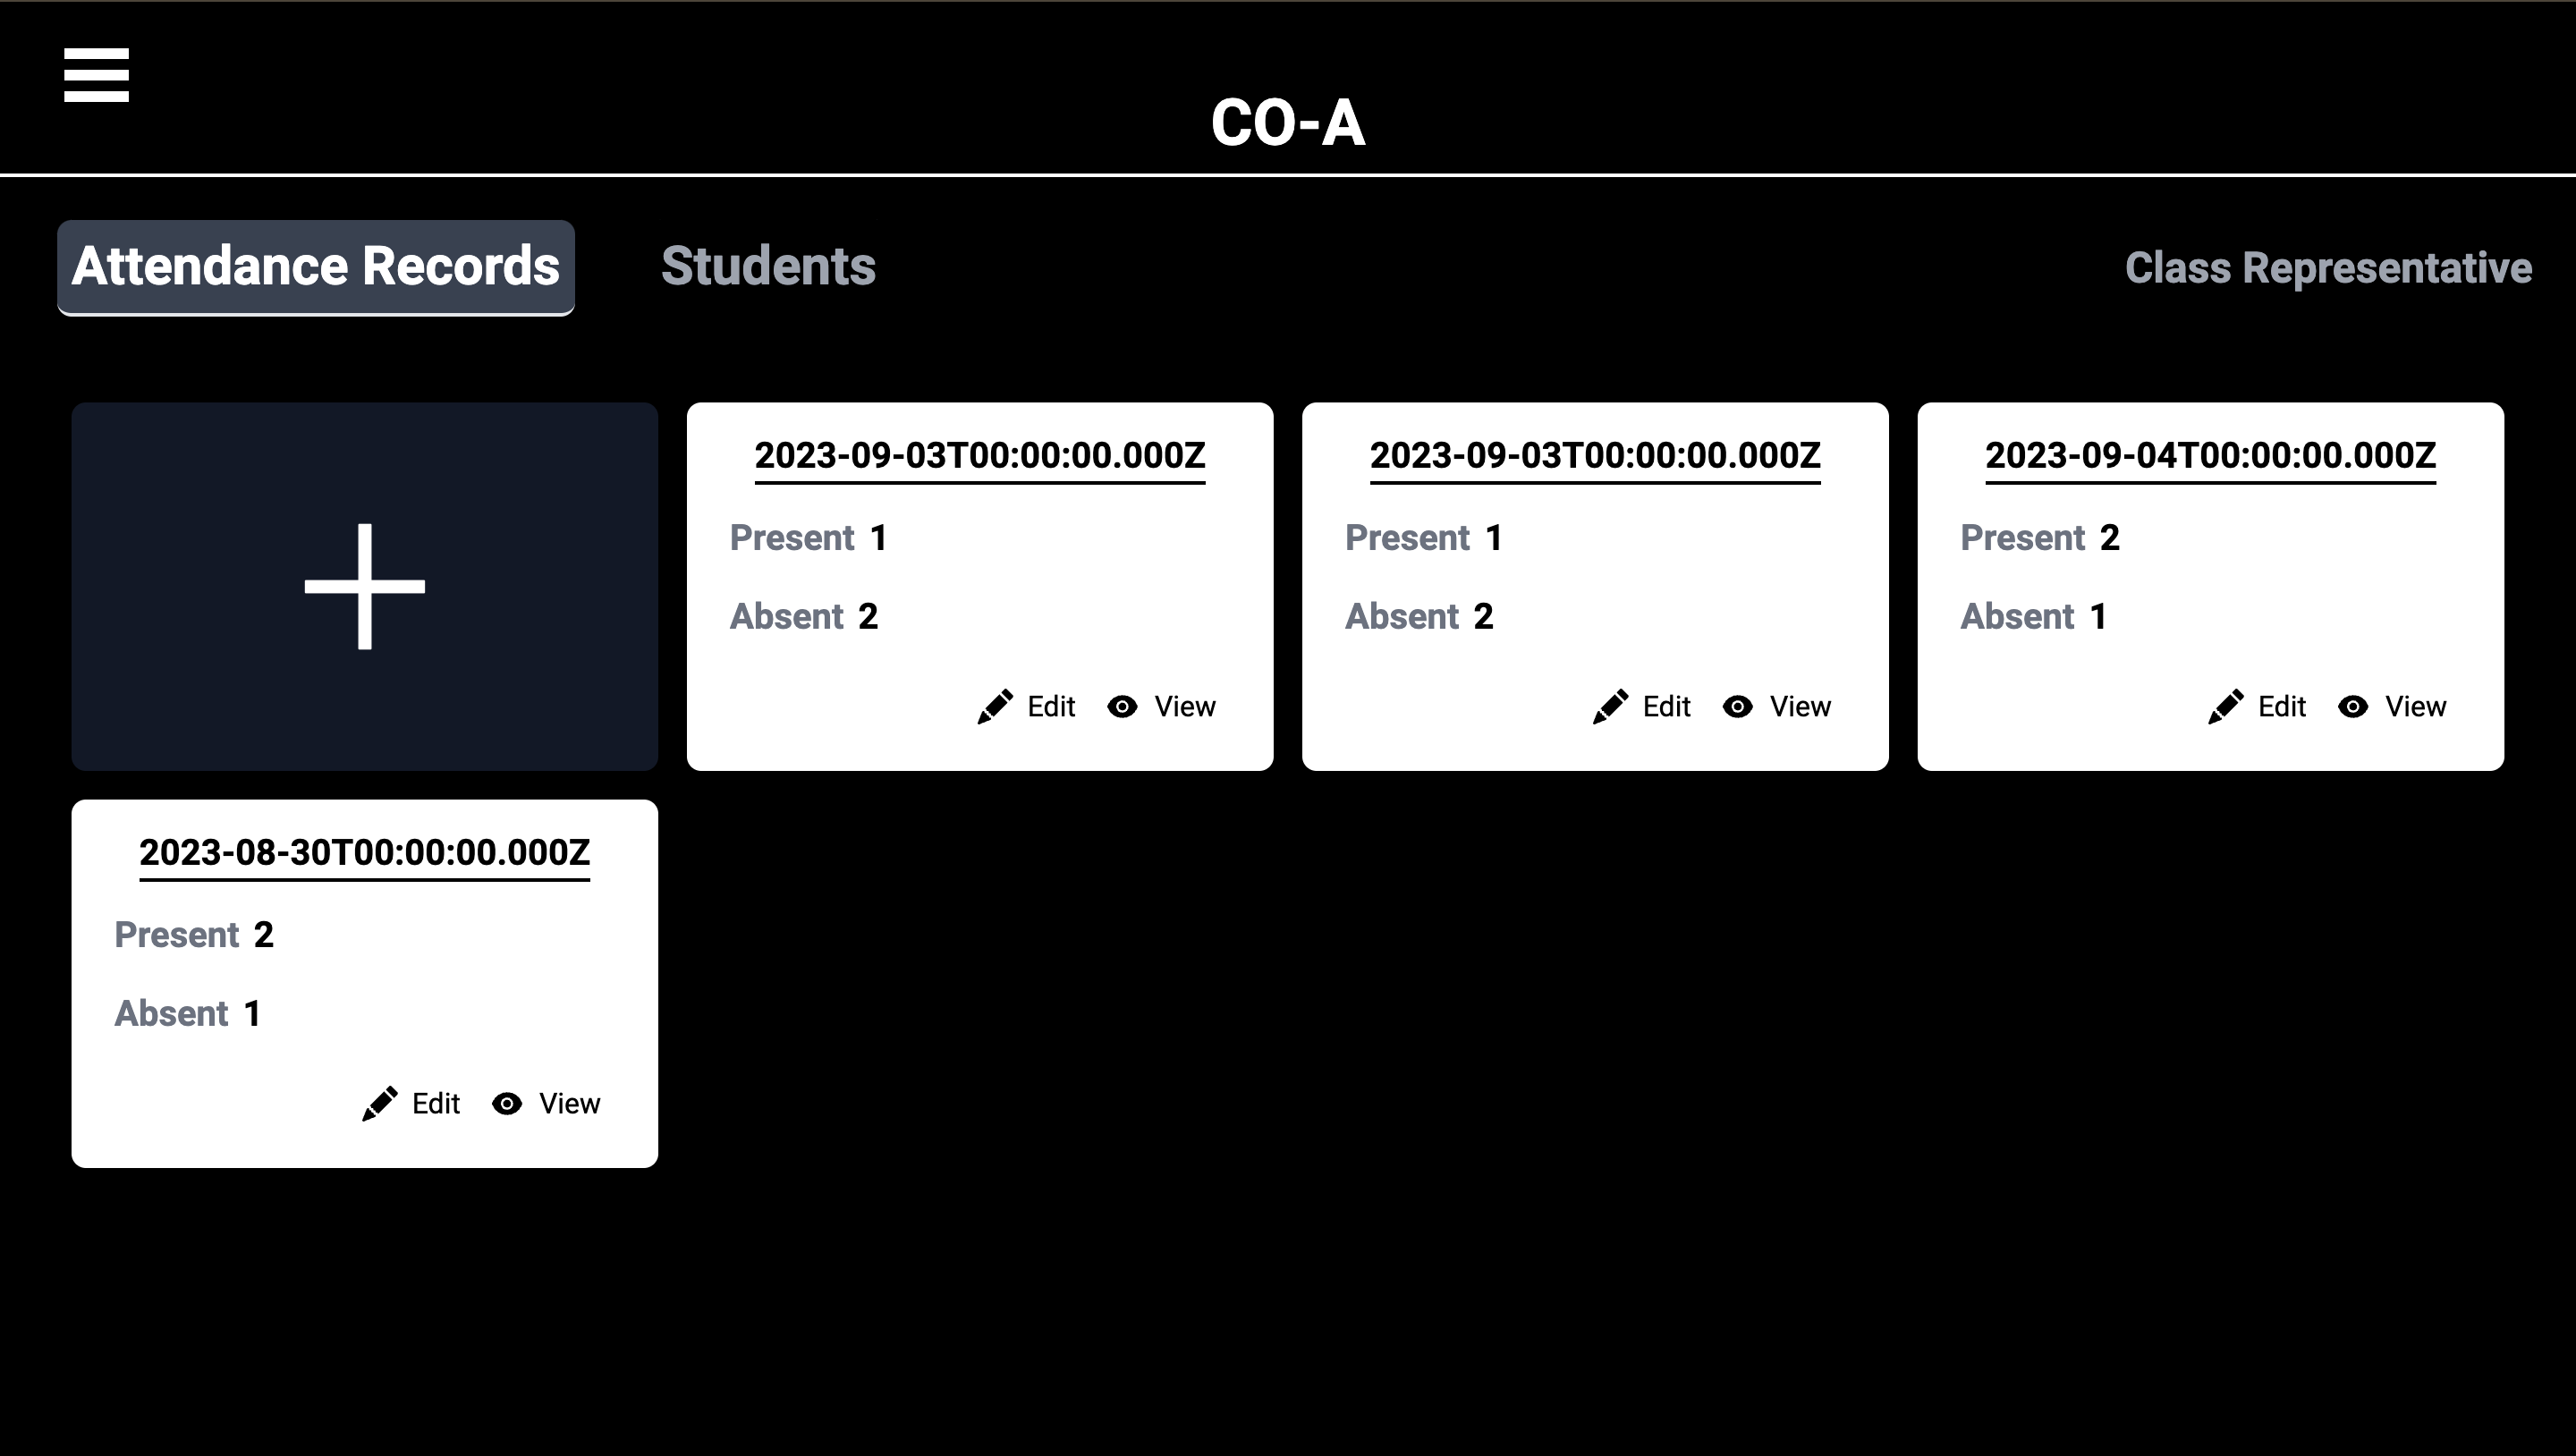 CO-A
Attendance Records
Students
Class Representative
2023-09-03T00:00:00.000Z
Present 1
Absent 2
Edit View
2023-09-03T00:00:00.000Z
Present 1
Absent 2
Edit View
2023-09-04T00:00:00.000Z
Present 2
Absent 1
Edit View
2023-08-30T00:00:00.000Z
Present 2
Absent 1
Edit View